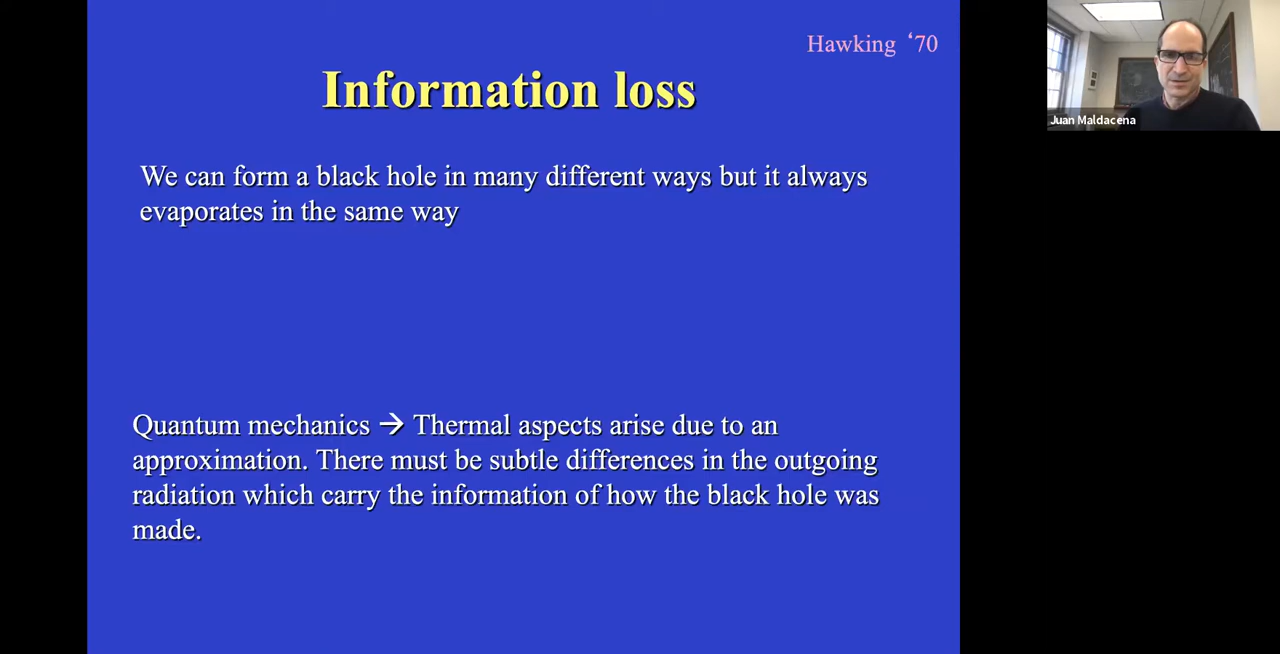 Hawking ‘70
Information loss
We can form a black hole in many different ways but it always
evaporates in the same way
Quantum mechanics → Thermal aspects arise due to an
approximation. There must be subtle differences in the outgoing
radiation which carry the information of how the black hole was
made.
Juan Maldacena